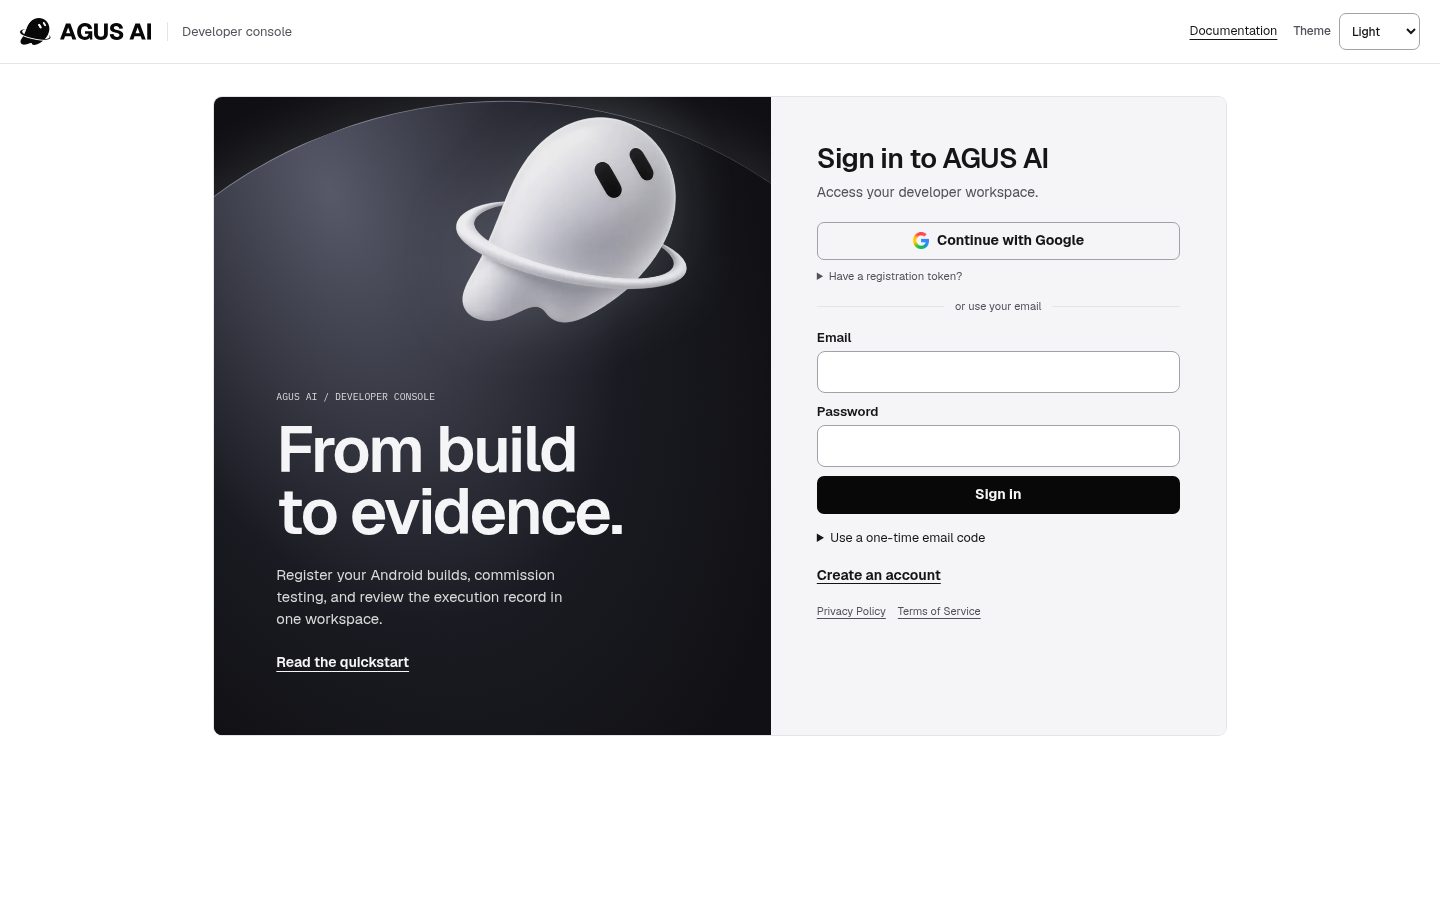 AGUS AI
Developer console
Documentation
Theme
Light
AGUS AI / DEVELOPER CONSOLE
From build
to evidence.
Register your Android builds, commission
testing, and review the execution record in
one workspace.
Read the quickstart
Sign in to AGUS AI
Access your developer workspace.
Continue with Google
Have a registration token?
or use your email
Email
Password
Sign in
Use a one-time email code
Create an account
Privacy Policy
Terms of Service